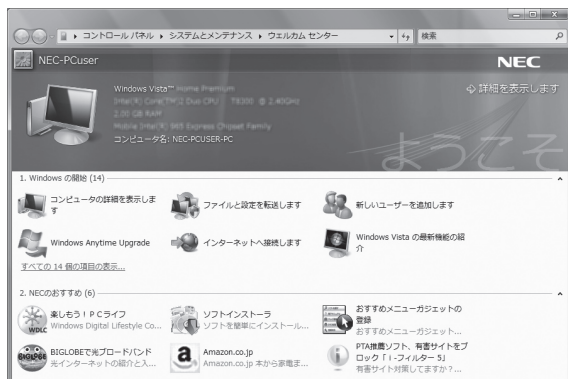 コントロール パネル ▸ システムとメンテナンス ▸ ウェルカム センター
検索
NEC-PCuser
NEC
Windows Vista™ Home Premium
Intel(R) Core(TM)2 Duo CPU T8300 @ 2.40GHz
2.00 GB RAM
Mobile Intel(R) 965 Express Chipset Family
コンピュータ名: NEC-PCUSER-PC
詳細を表示します
ようこそ
1. Windows の開始 (14)
コンピュータの詳細を表示しま
す
ファイルと設定を転送します
新しいユーザーを追加します
Windows Anytime Upgrade
インターネットへ接続します
Windows Vista の最新機能の紹
介
すべての 14 個の項目の表示...
2. NECのおすすめ (6)
楽しもう！ＰＣライフ
Windows Digital Lifestyle Co...
WDLC
ソフトインストーラ
ソフトを簡単にインストール...
おすすめメニューガジェットの
登録
おすすめメニューガジェット...
BIGLOBE
BIGLOBEで光ブロードバンド
光インターネットの紹介と入...
a
Amazon.co.jp
Amazon.co.jp 本から家電ま...
PTA推薦ソフト、有害サイトをブ
ロック「ｉ-フィルター 5」
有害サイト対策してますか？...